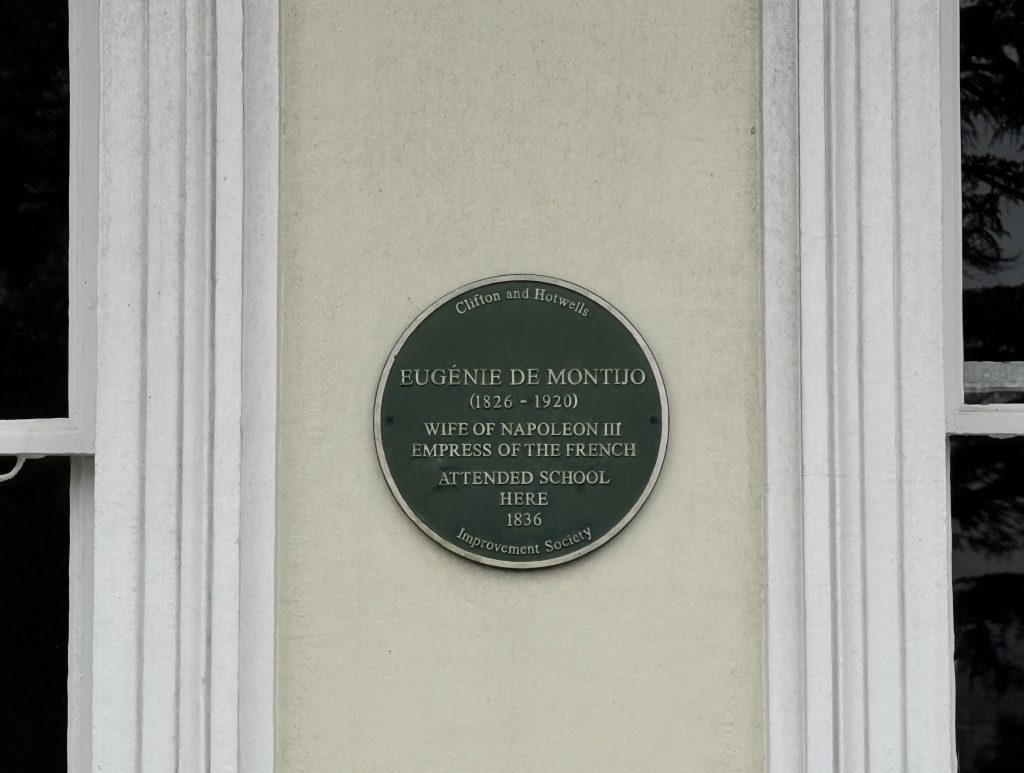 Clifton and Hotwells
EUGÉNIE DE MONTIJO
(1826 - 1920)
WIFE OF NAPOLEON III
EMPRESS OF THE FRENCH
ATTENDED SCHOOL
HERE
1836
Improvement Society